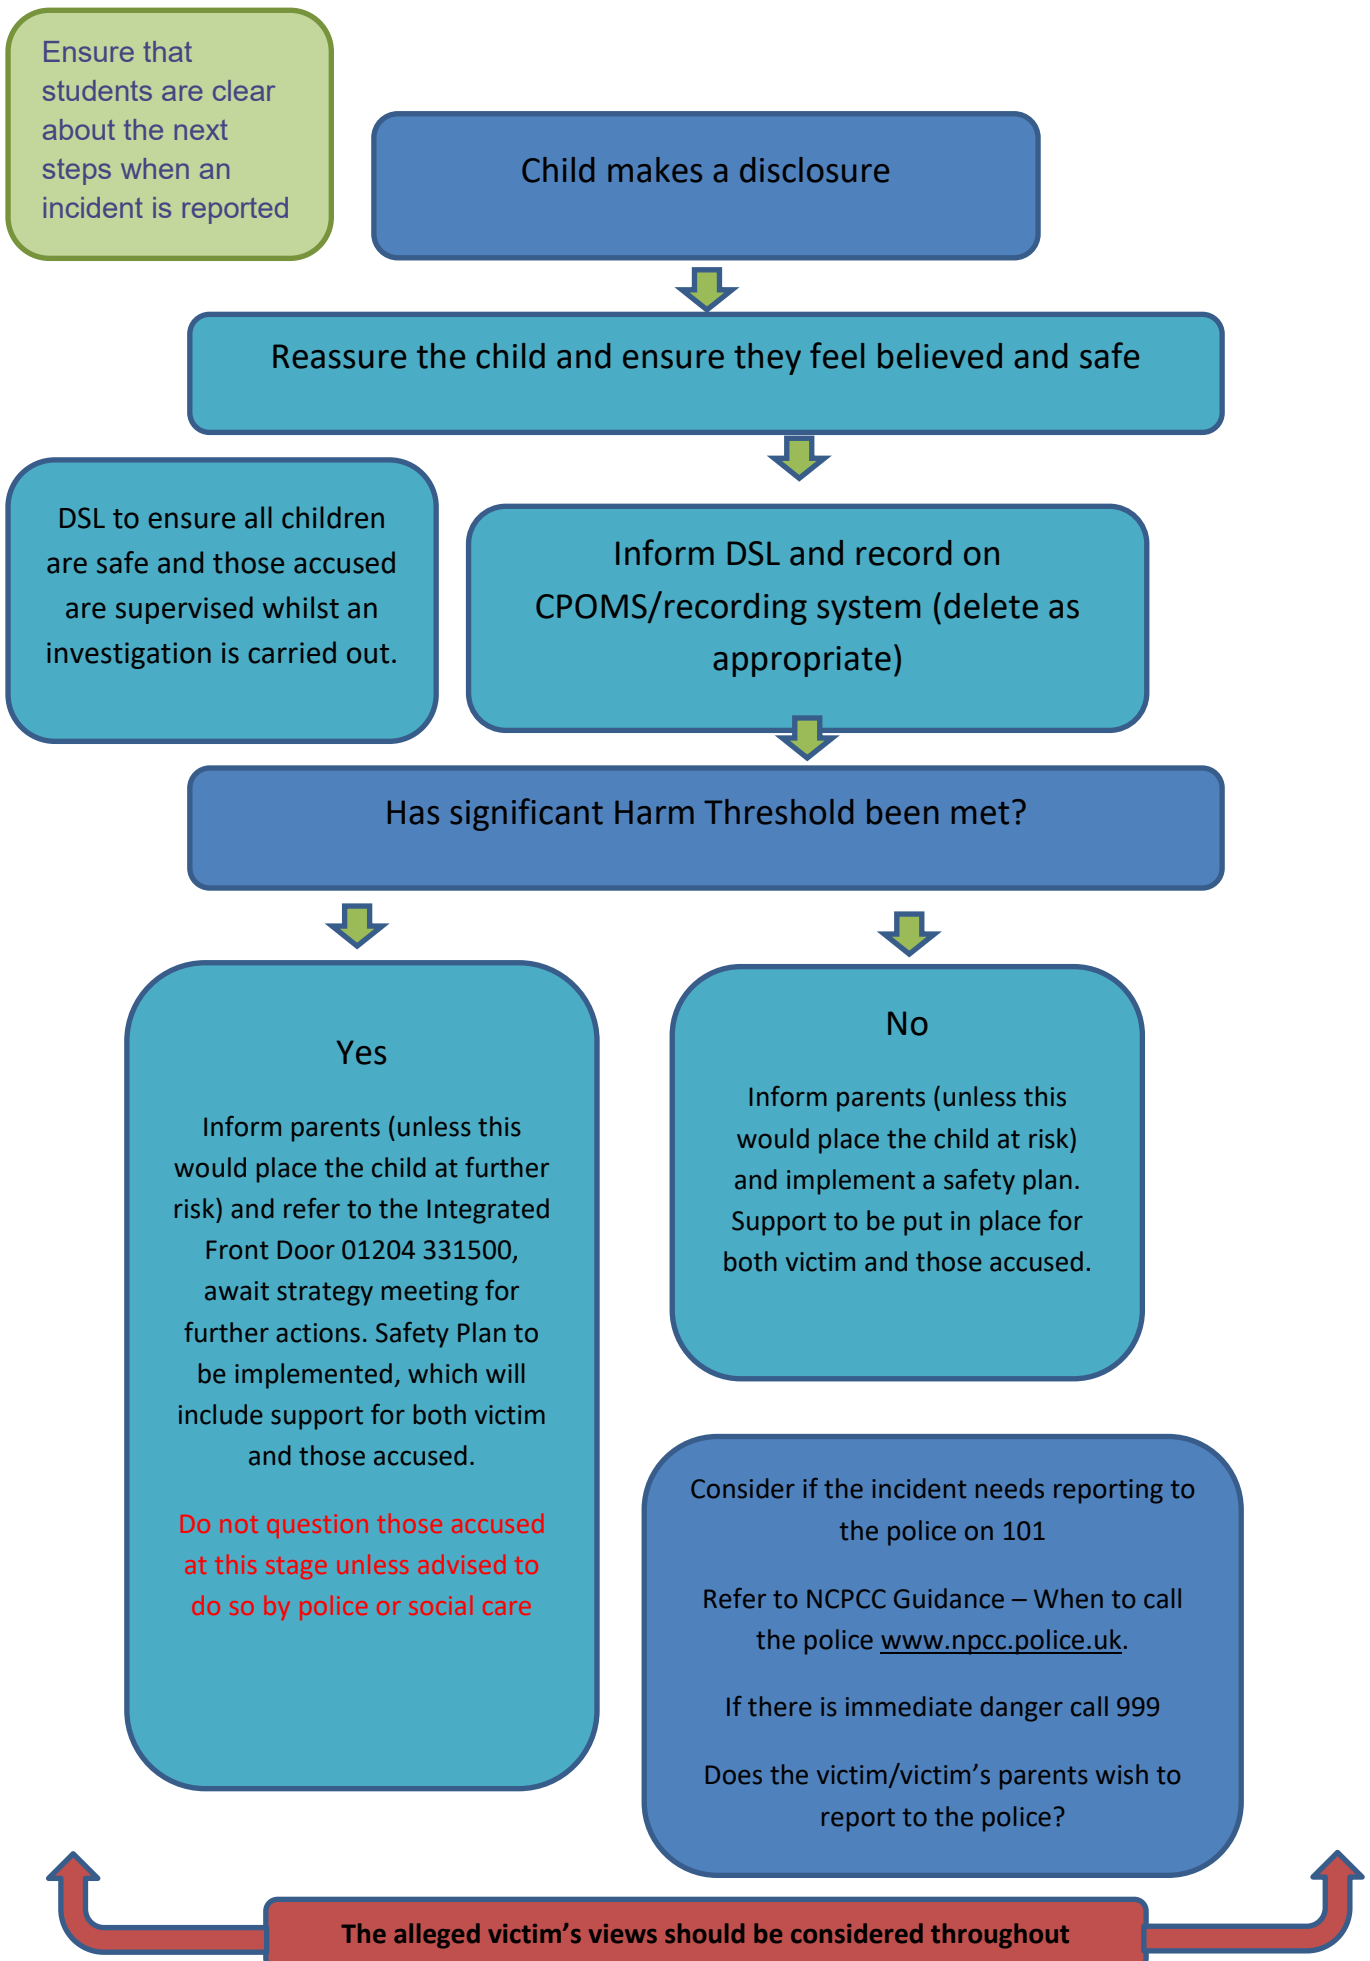 Ensure that
students are clear
about the next
steps when an
incident is reported
Child makes a disclosure
Reassure the child and ensure they feel believed and safe
DSL to ensure all children
are safe and those accused
are supervised whilst an
investigation is carried out.
Inform DSL and record on
CPOMS/recording system (delete as
appropriate)
Has significant Harm Threshold been met?
Yes
Inform parents (unless this
would place the child at further
risk) and refer to the Integrated
Front Door 01204 331500,
await strategy meeting for
further actions. Safety Plan to
be implemented, which will
include support for both victim
and those accused.
Do not question those accused
at this stage unless advised to
do so by police or social care
No
Inform parents (unless this
would place the child at risk)
and implement a safety plan.
Support to be put in place for
both victim and those accused.
Consider if the incident needs reporting to
the police on 101
Refer to NCPCC Guidance – When to call
the police www.npcc.police.uk.
If there is immediate danger call 999
Does the victim/victim’s parents wish to
report to the police?
The alleged victim’s views should be considered throughout